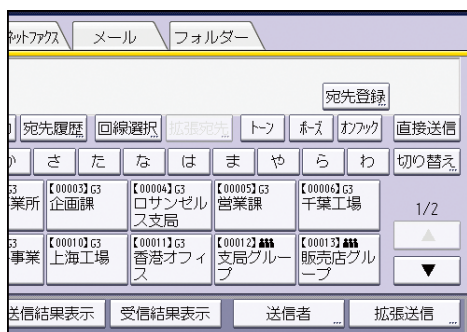 ネットファクス メール フォルダー
宛先登録
宛先履歴 回線選択 拡張宛先 トーン ポーズ オンフック 直接送信
か さ た な は ま や ら わ 切り替え
G3 【00003】G3 【00004】G3 【00005】G3 【00006】G3
業所 企画課 ロサンゼル 営業課 千葉工場 1/2
ス支局
G3 【00010】G3 【00011】G3 【00012】 【00013】
事業 上海工場 香港オフィ 支局グルー 販売店グル
ス プ ープ
送信結果表示 受信結果表示 送信者 拡張送信